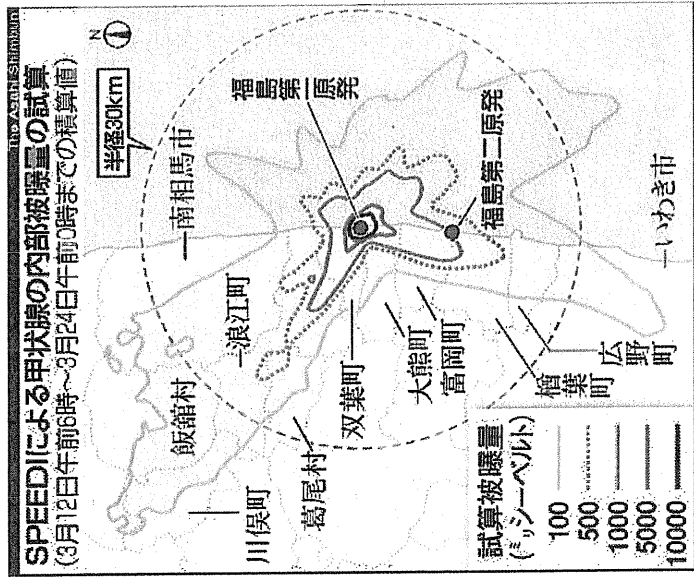 The Asahi Shimbun
SPEEDIによる甲状腺の内部被曝量の試算
(3月12日午前6時〜3月24日午前0時までの積算値)
N
半径30km
南相馬市
福島第一原発
飯舘村
浪江町
川俣町
葛尾村
双葉町
大熊町
富岡町
福島第二原発
楢葉町
広野町
いわき市
試算被曝量
(ミリシーベルト)
100
500
1000
5000
10000